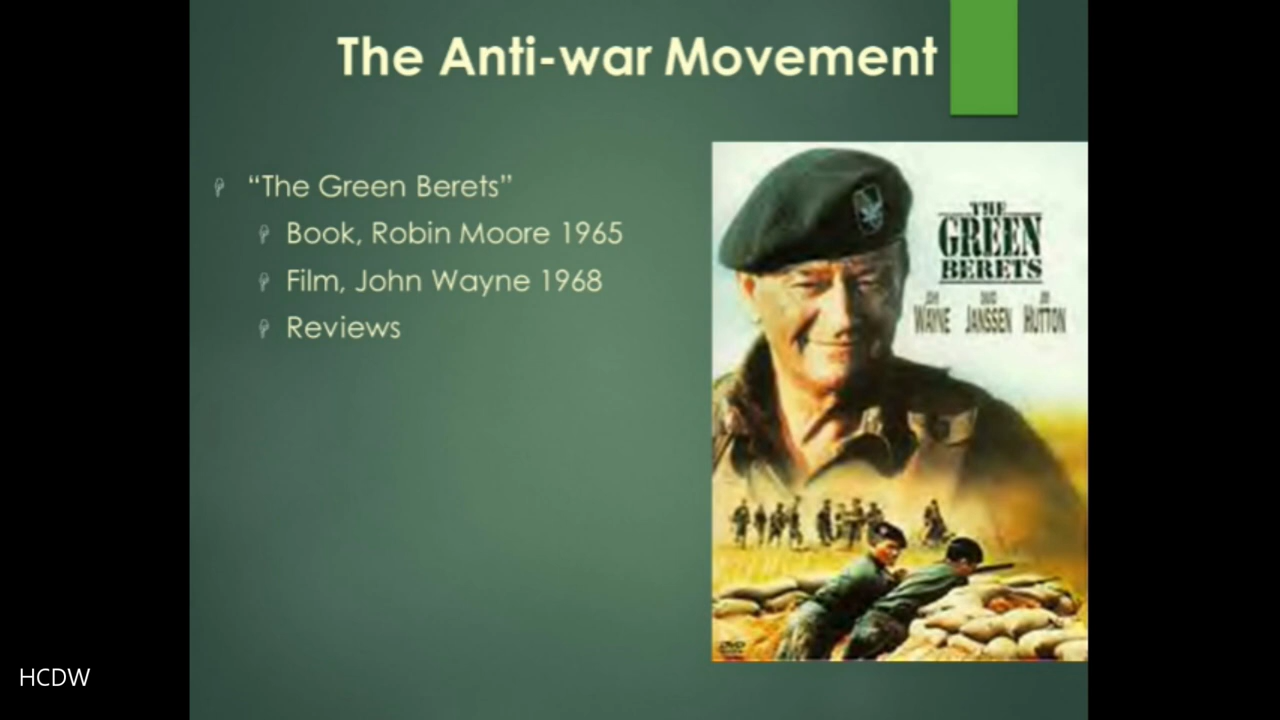 The Anti-war Movement
“The Green Berets”
Book, Robin Moore 1965
Film, John Wayne 1968
Reviews
THE
GREEN
BERETS
JOHN DAVID JIM
WAYNE JANSSEN HUTTON
DVD
HCDW